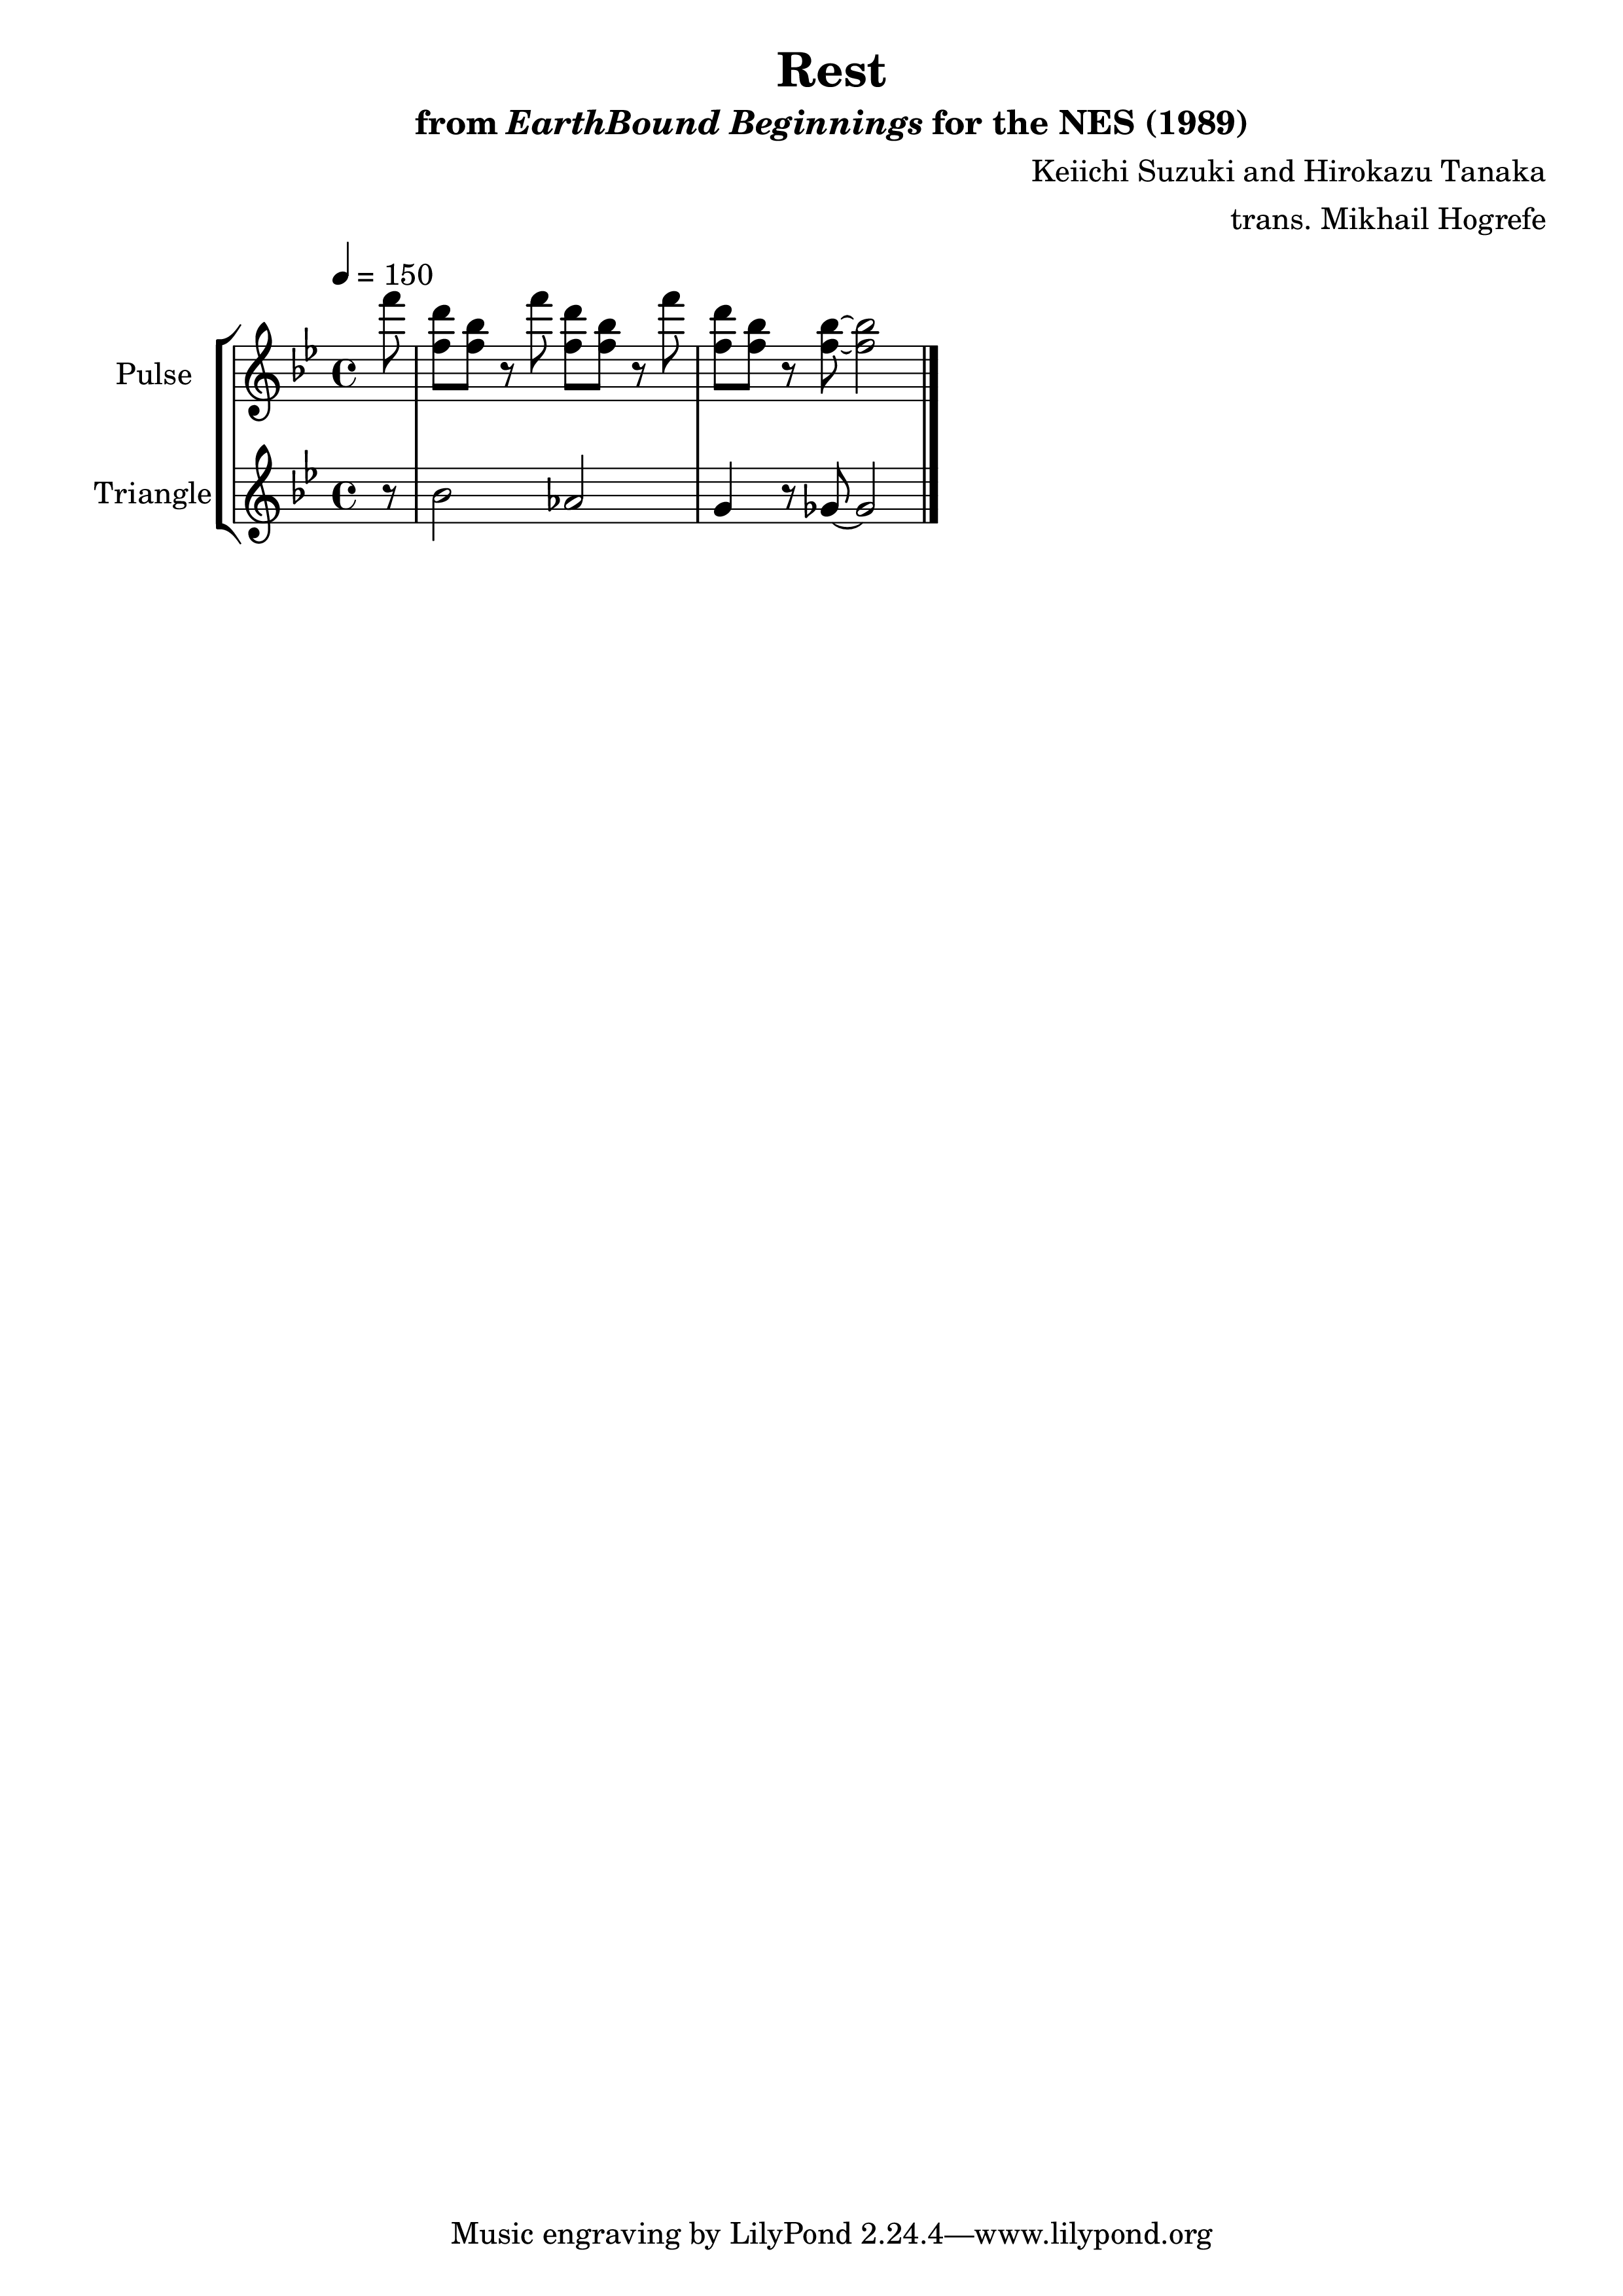 Rest
from EarthBound Beginnings for the NES (1989)
Keiichi Suzuki and Hirokazu Tanaka
trans. Mikhail Hogrefe
♩ = 150
Pulse
Triangle
Music engraving by LilyPond 2.24.4—www.lilypond.org